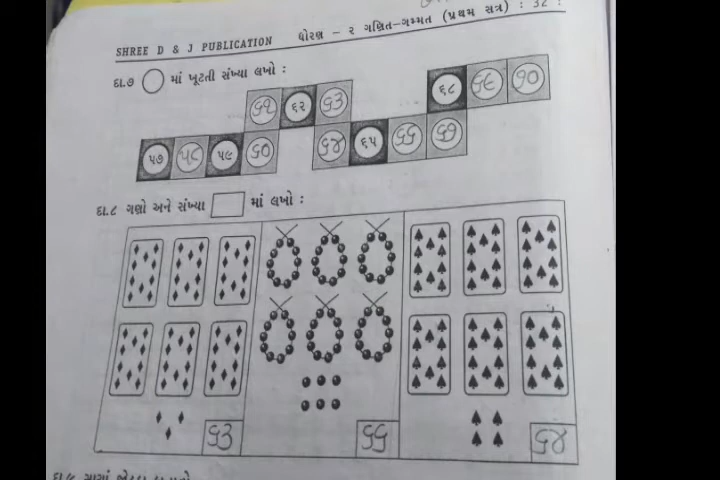 SHREE D & J PUBLICATION ધોરણ - ૨ ગણિત-ગમ્મત (પ્રથમ સત્ર) : 32 :
દા.૭ ◯ માં ખૂટતી સંખ્યા લખો :
૬૮ ૬૯ ૭૦
૬૧ ૬૨ ૬૩
૫૭ ૫૮ ૫૯ ૬૦ ૬૪ ૬૫ ૬૬ ૬૭
દા.૮ ગણો અને સંખ્યા માં લખો :
૬૩ ૬૬ ૬૪